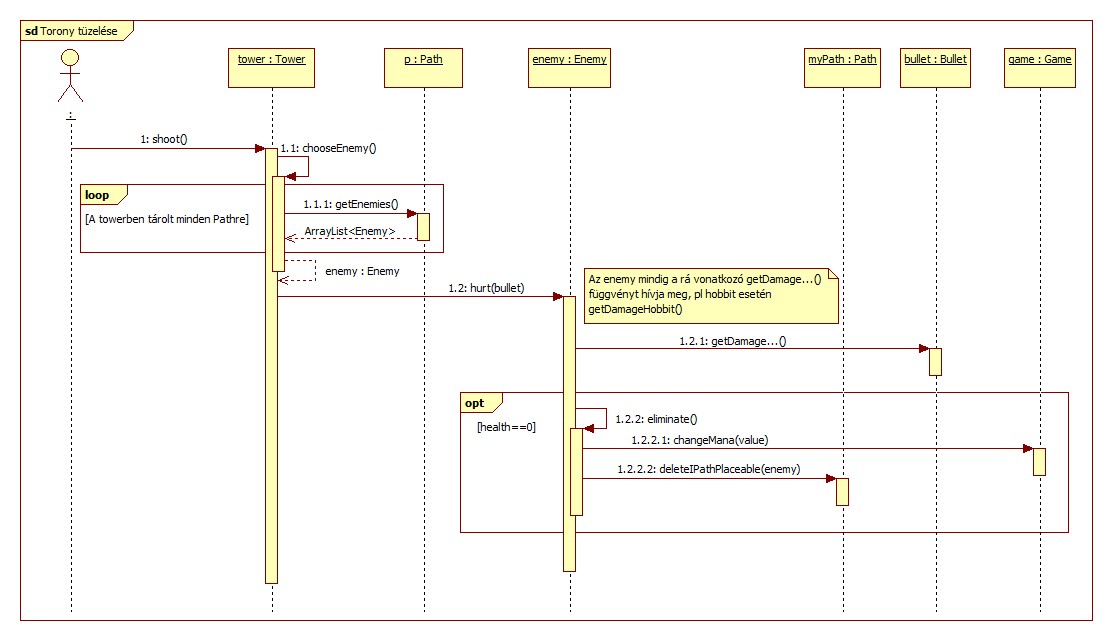 sd Torony tüzelése
tower : Tower
p : Path
enemy : Enemy
myPath : Path
bullet : Bullet
game : Game
:
1: shoot()
1.1: chooseEnemy()
loop
[A towerben tárolt minden Pathre]
1.1.1: getEnemies()
ArrayList<Enemy>
enemy : Enemy
1.2: hurt(bullet)
Az enemy mindig a rá vonatkozó getDamage...()
függvényt hívja meg, pl hobbit esetén
getDamageHobbit()
1.2.1: getDamage...()
opt
[health==0]
1.2.2: eliminate()
1.2.2.1: changeMana(value)
1.2.2.2: deleteIPathPlaceable(enemy)